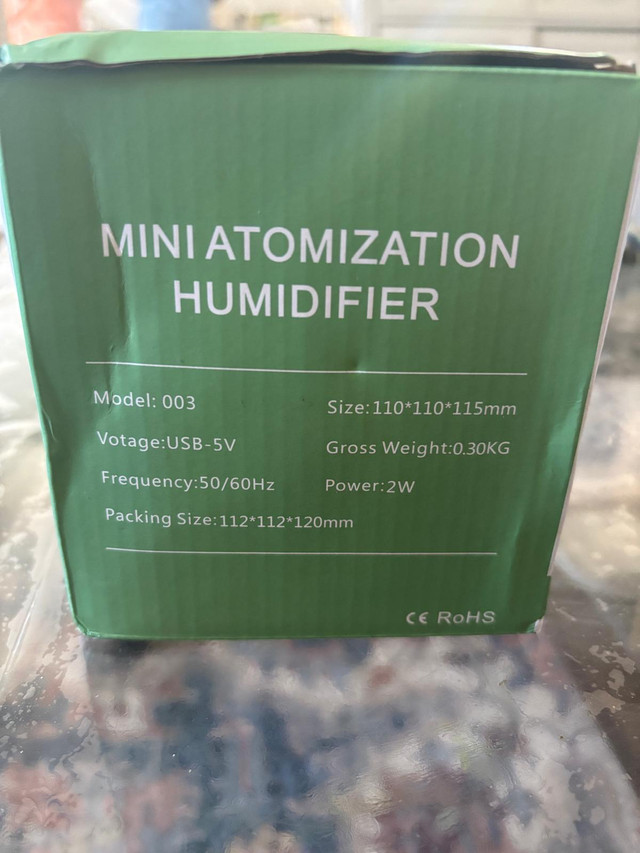 MINI ATOMIZATION
HUMIDIFIER
Model: 003
Size:110*110*115mm
Votage:USB-5V
Gross Weight:0.30KG
Frequency:50/60Hz
Power:2W
Packing Size:112*112*120mm
CE RoHS